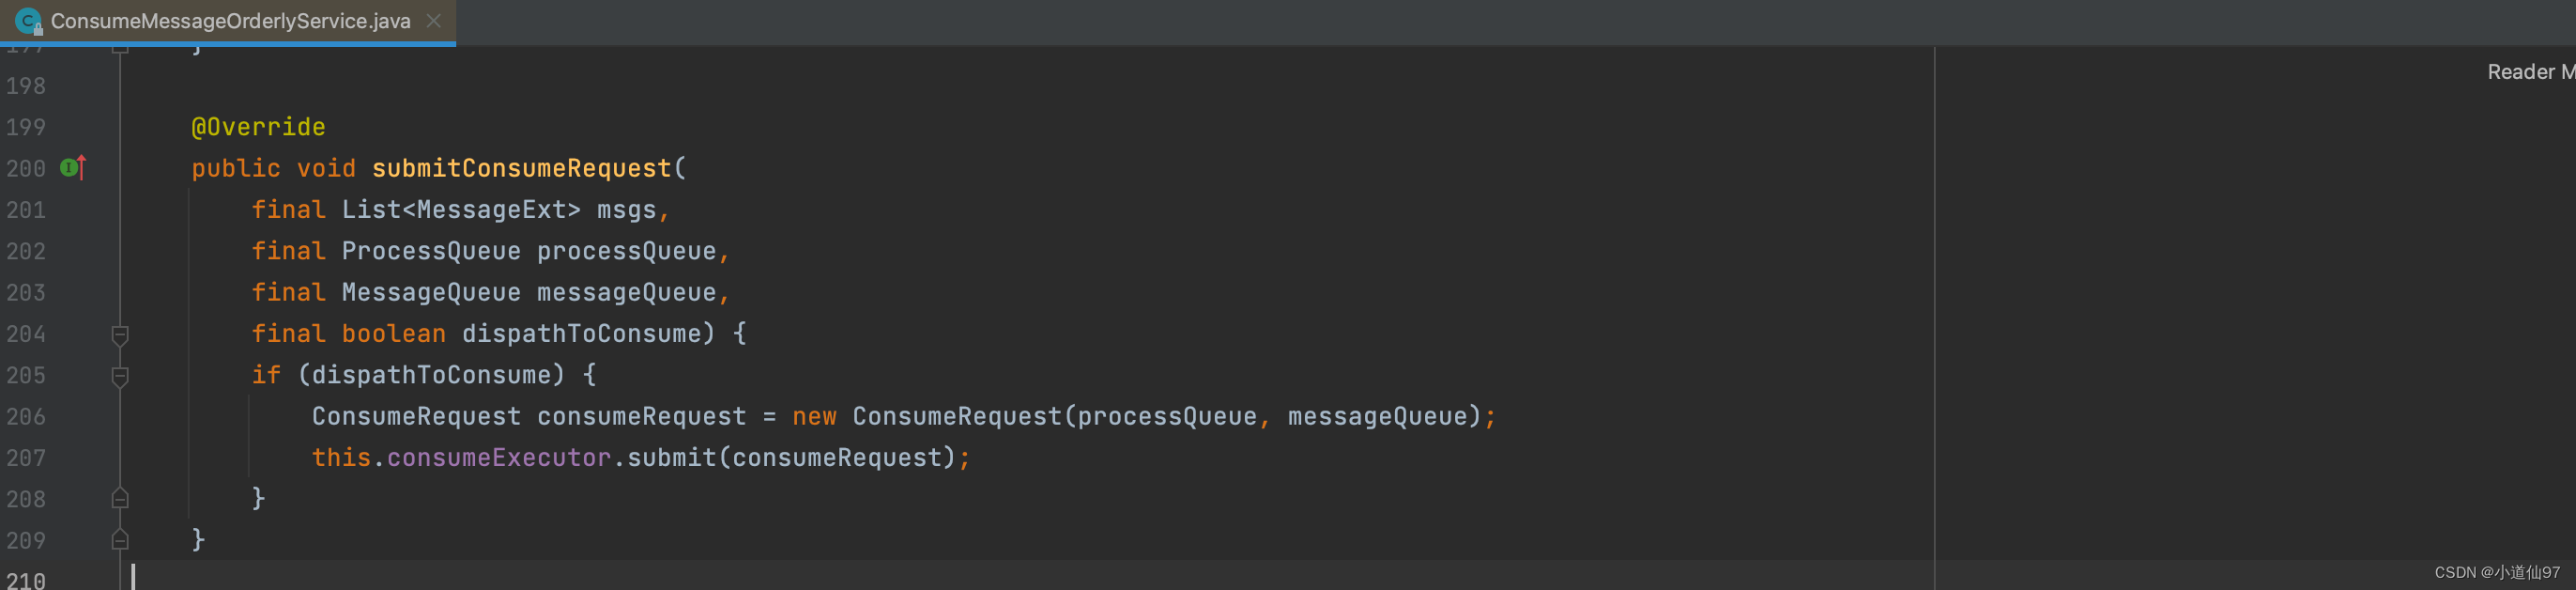 ConsumeMessageOrderlyService.java
197 }
198
Reader M
199 @Override
200 public void submitConsumeRequest(
201 final List<MessageExt> msgs,
202 final ProcessQueue processQueue,
203 final MessageQueue messageQueue,
204 final boolean dispathToConsume) {
205 if (dispathToConsume) {
206 ConsumeRequest consumeRequest = new ConsumeRequest(processQueue, messageQueue);
207 this.consumeExecutor.submit(consumeRequest);
208 }
209 }
210
CSDN @小道仙97